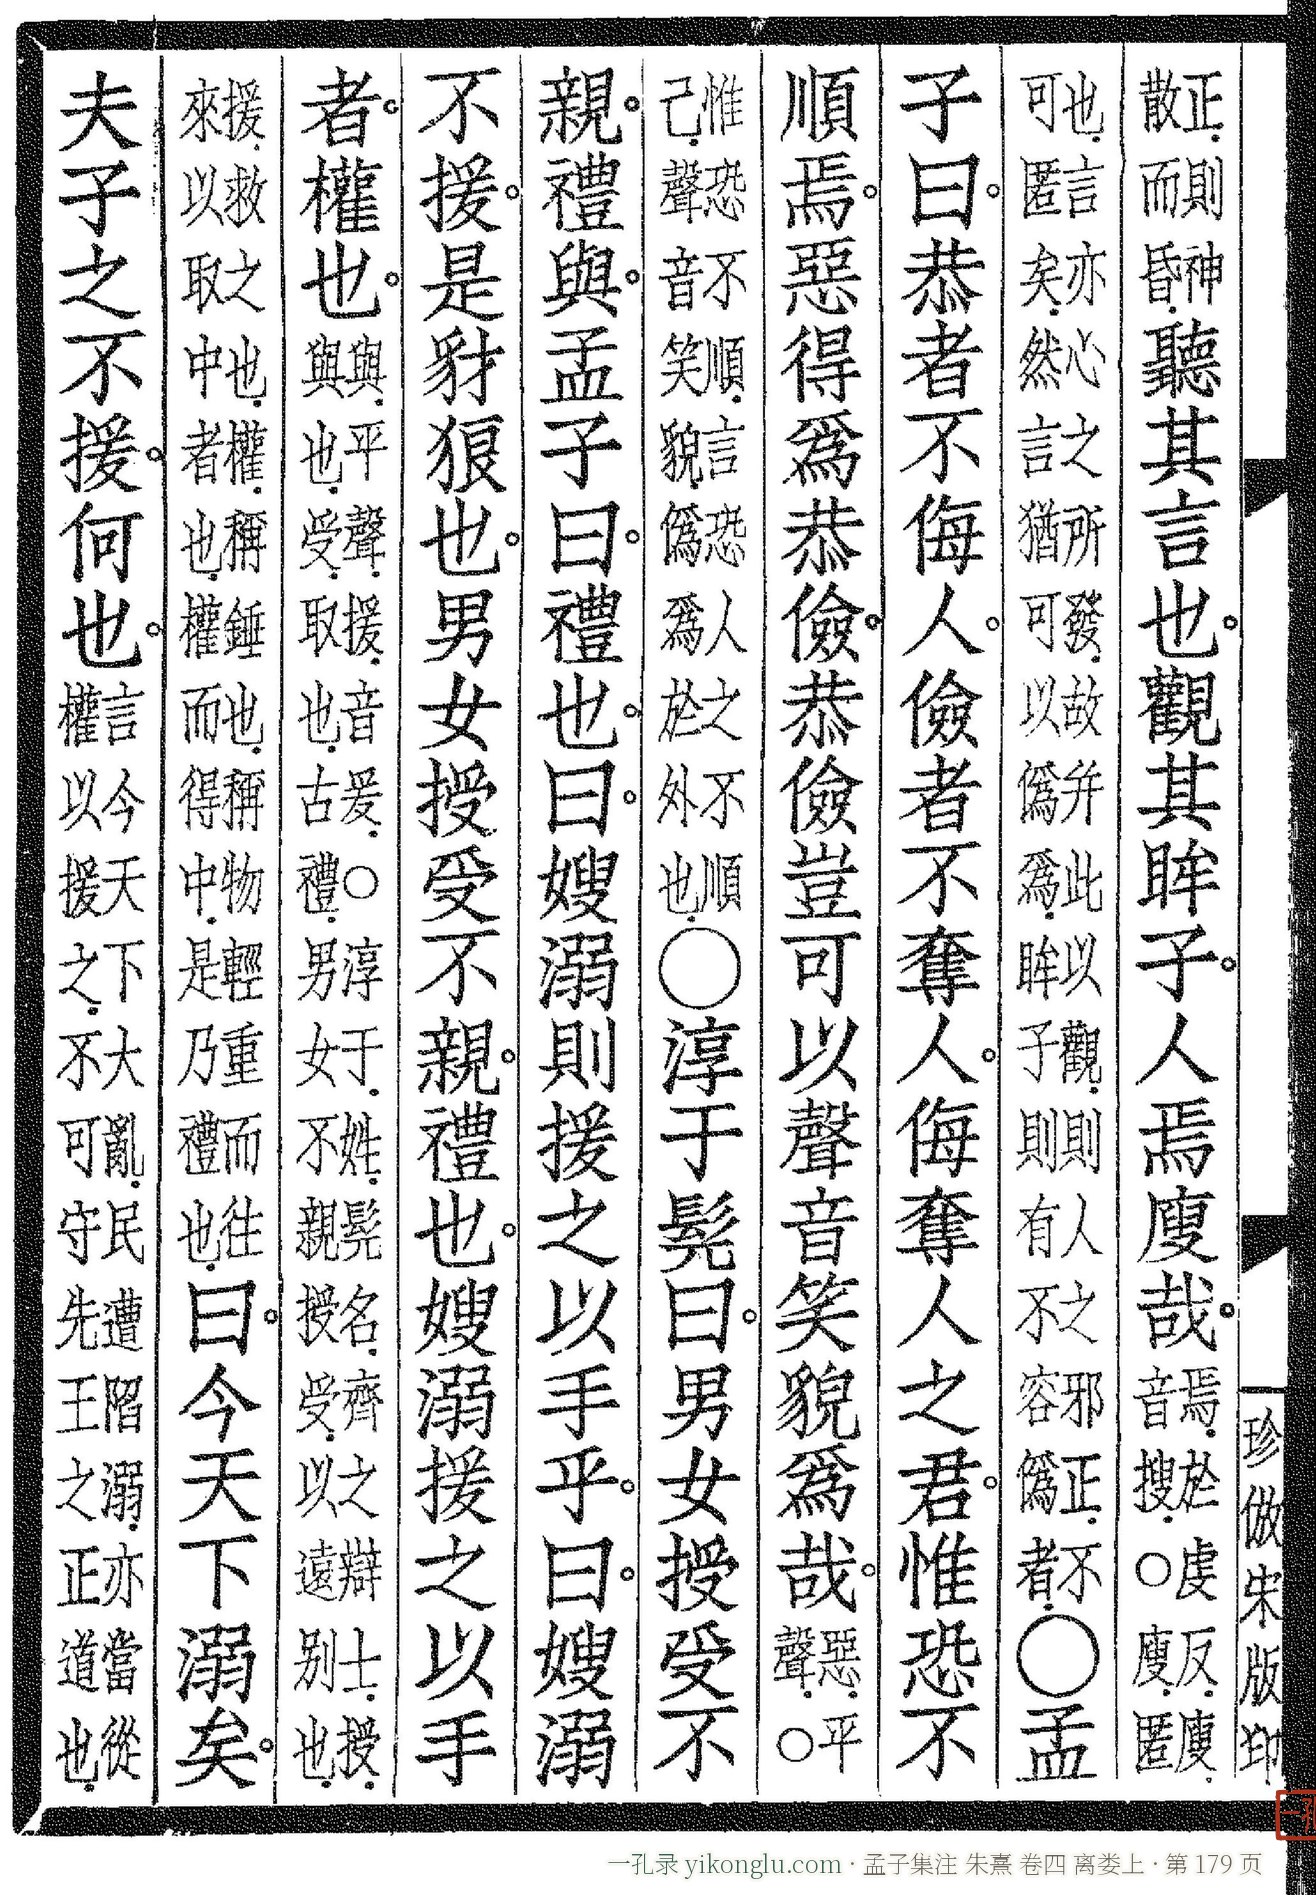 珍倣宋版印
正則神散而昏聽其言也。觀其眸子。人焉廋哉。焉於虔反廋音搜○廋匿
也言亦心之所發故并此以觀則人之邪正不可匿矣然言猶可以僞爲眸子則有不容僞者○孟
子曰。恭者不侮人。儉者不奪人。侮奪人之君。惟恐不
順焉。惡得爲恭儉。恭儉豈可以聲音笑貌爲哉。惡平聲○
惟恐不順言恐人之不順己聲音笑貌僞爲於外也○淳于髡曰。男女授受不
親。禮與。孟子曰。禮也。曰。嫂溺則援之以手乎。曰。嫂溺
不援。是豺狼也。男女授受不親。禮也。嫂溺援之以手
者。權也。與平聲援音爰○淳于姓髡名齊之辯士授與也受取也古禮男女不親授受以遠别也
援救之也權稱錘也稱物輕重而往來以取中者也權而得中是乃禮也曰。今天下溺矣。
夫子之不援。何也。言今天下大亂民遭陷溺亦當從權以援之不可守先王之正道也
一孔录 yikonglu.com · 孟子集注 朱熹 卷四 离娄上 · 第 179 页